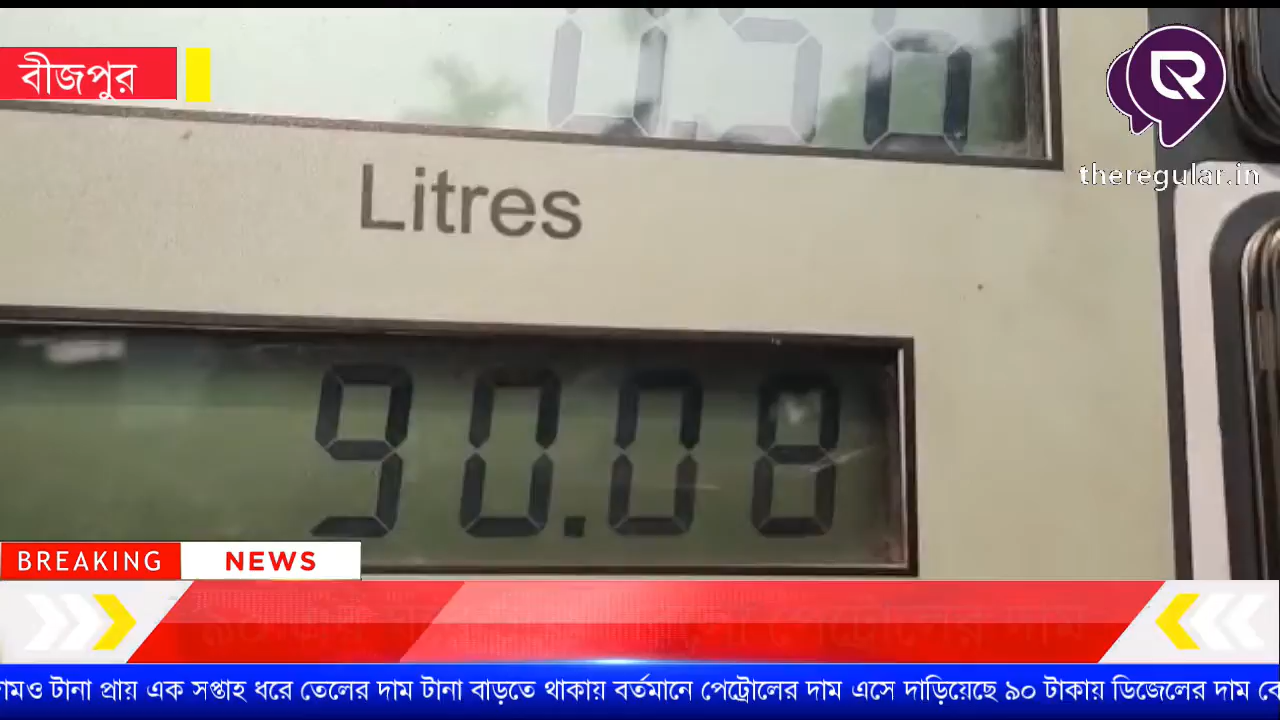 বীজপুর
theregular.in
Litres
90.08
BREAKING NEWS
দাম
টানা প্রায় এক সপ্তাহ ধরে তেলের দাম টানা বাড়তে থাকায় বর্তমানে পেট্রোলের দাম এসে দাড়িয়েছে ৯০ টাকায় ডিজেলের দাম